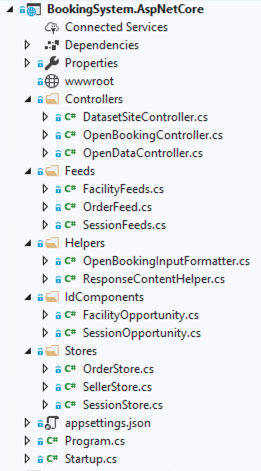 BookingSystem.AspNetCore
Connected Services
Dependencies
Properties
wwwroot
Controllers
C# DatasetSiteController.cs
C# OpenBookingController.cs
C# OpenDataController.cs
Feeds
C# FacilityFeeds.cs
C# OrderFeed.cs
C# SessionFeeds.cs
Helpers
C# OpenBookingInputFormatter.cs
C# ResponseContentHelper.cs
IdComponents
C# FacilityOpportunity.cs
C# SessionOpportunity.cs
Stores
C# OrderStore.cs
C# SellerStore.cs
C# SessionStore.cs
appsettings.json
C# Program.cs
C# Startup.cs